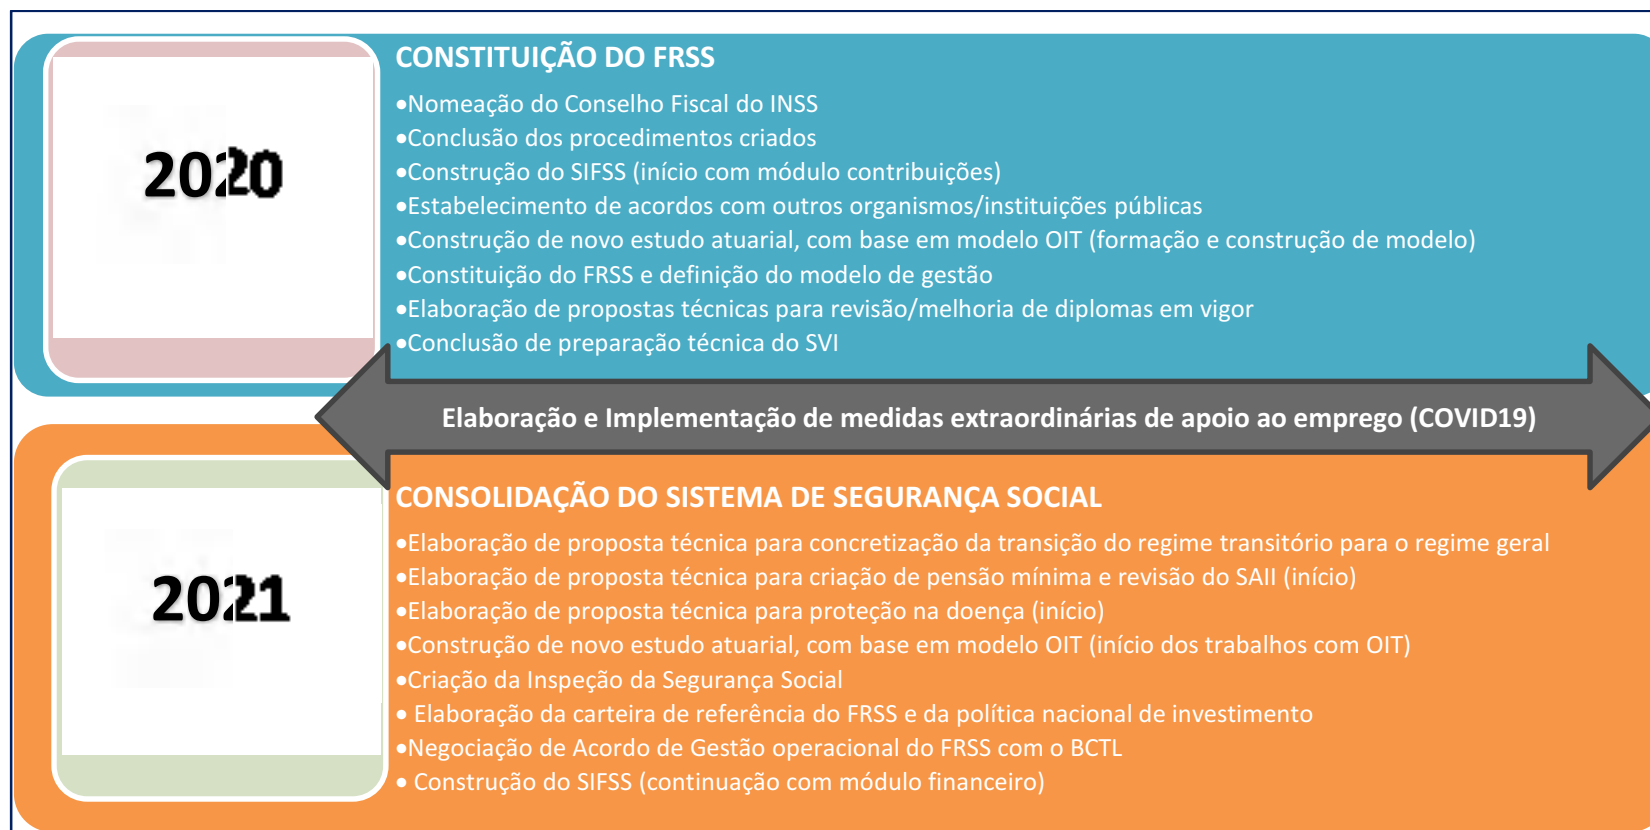 2020
CONSTITUIÇÃO DO FRSS
•Nomeação do Conselho Fiscal do INSS
•Conclusão dos procedimentos criados
•Construção do SIFSS (início com módulo contribuições)
•Estabelecimento de acordos com outros organismos/instituições públicas
•Construção de novo estudo atuarial, com base em modelo OIT (formação e construção de modelo)
•Constituição do FRSS e definição do modelo de gestão
•Elaboração de propostas técnicas para revisão/melhoria de diplomas em vigor
•Conclusão de preparação técnica do SVI
Elaboração e Implementação de medidas extraordinárias de apoio ao emprego (COVID19)
2021
CONSOLIDAÇÃO DO SISTEMA DE SEGURANÇA SOCIAL
•Elaboração de proposta técnica para concretização da transição do regime transitório para o regime geral
•Elaboração de proposta técnica para criação de pensão mínima e revisão do SAII (início)
•Elaboração de proposta técnica para proteção na doença (início)
•Construção de novo estudo atuarial, com base em modelo OIT (início dos trabalhos com OIT)
•Criação da Inspeção da Segurança Social
• Elaboração da carteira de referência do FRSS e da política nacional de investimento
•Negociação de Acordo de Gestão operacional do FRSS com o BCTL
• Construção do SIFSS (continuação com módulo financeiro)